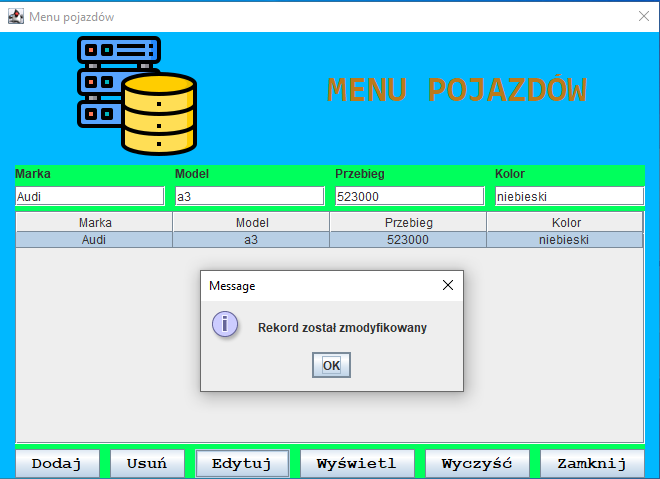 Menu pojazdów
MENU POJAZDÓW
Marka Model Przebieg Kolor
Audi a3 523000 niebieski
Marka Model Przebieg Kolor
Audi a3 523000 niebieski
Message
Rekord został zmodyfikowany
OK
Dodaj Usuń Edytuj Wyświetl Wyczyść Zamknij